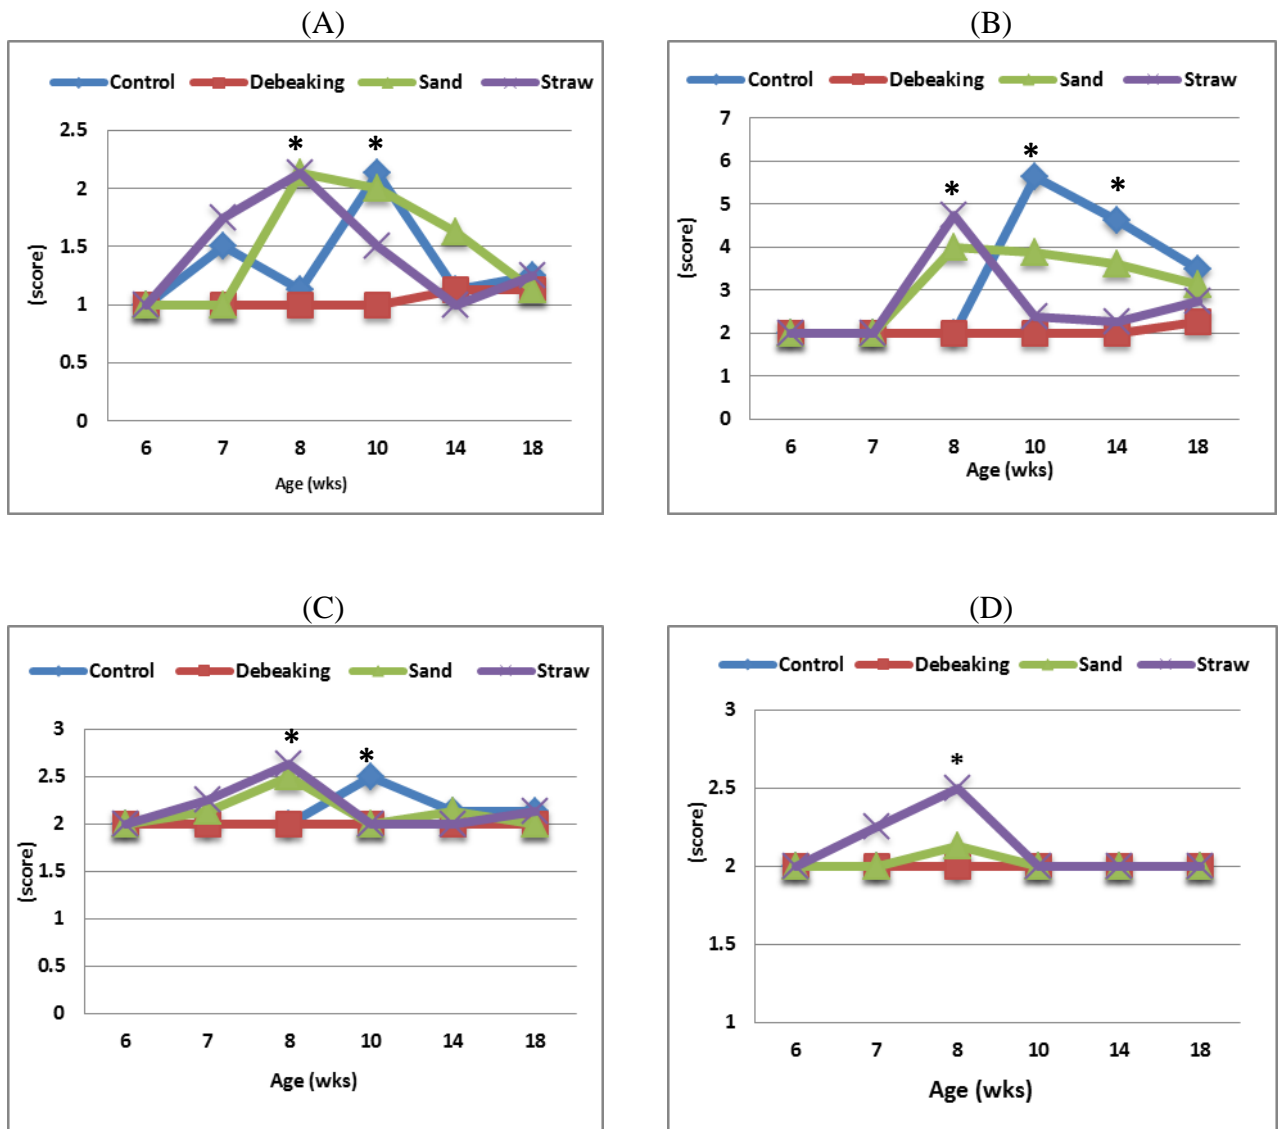 (A)
Control Debeaking Sand Straw
2.5
2
1.5
1
0.5
0
(score)
* *
6 7 8 10 14 18
Age (wks)
(B)
Control Debeaking Sand Straw
7
6
5
4
3
2
1
0
(score)
* * *
6 7 8 10 14 18
Age (wks)
(C)
Control Debeaking Sand Straw
3
2.5
2
1.5
1
0.5
0
(score)
* *
6 7 8 10 14 18
Age (wks)
(D)
Control Debeaking Sand Straw
3
2.5
2
1.5
1
(score)
*
6 7 8 10 14 18
Age (wks)